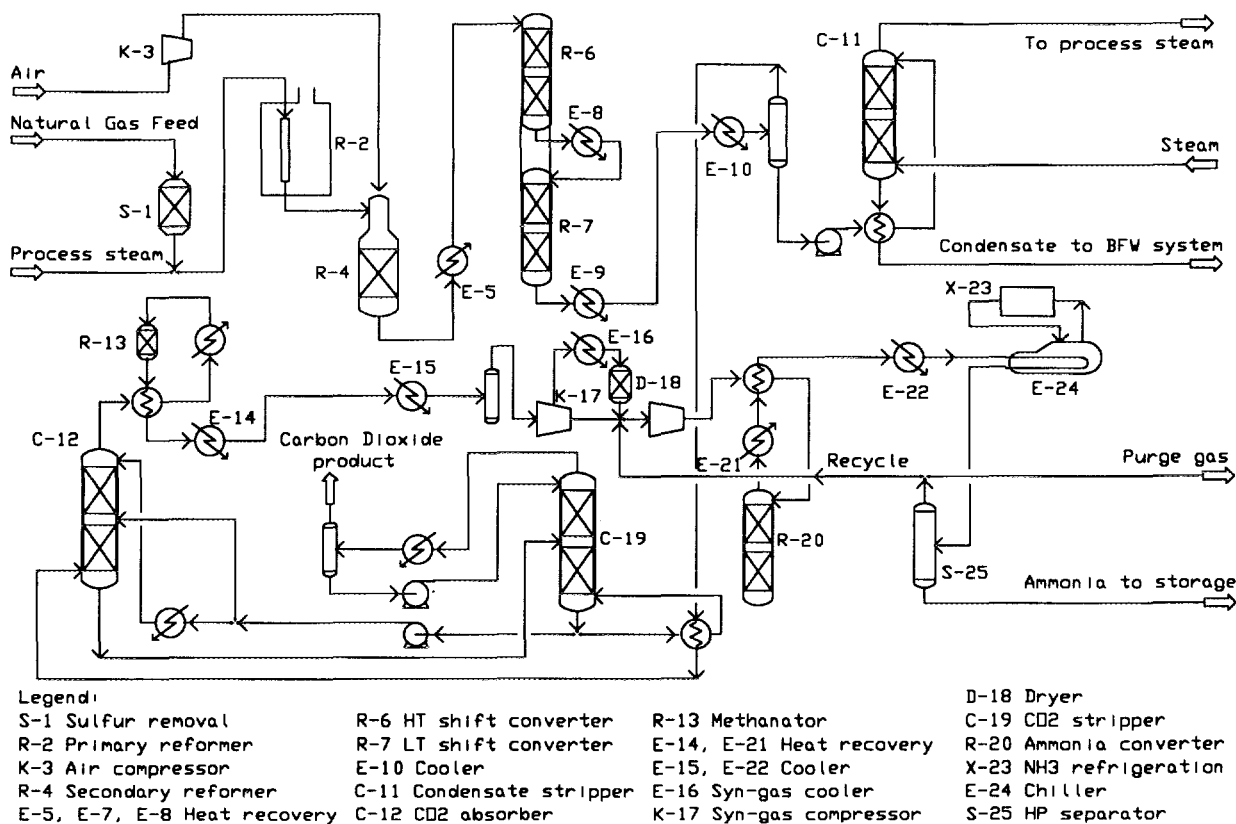 K-3
Air
Natural Gas Feed
S-1
Process steam
R-2
R-4
E-5
R-6
E-8
R-7
E-9
E-10
C-11
To process steam
Steam
Condensate to BFW system
X-23
R-13
E-14
E-15
E-16
K-17
D-18
E-22
E-24
C-12
Carbon Dioxide
product
E-21
Recycle
Purge gas
C-19
R-20
S-25
Ammonia to storage
Legend:
S-1 Sulfur removal
R-2 Primary reformer
K-3 Air compressor
R-4 Secondary reformer
E-5, E-7, E-8 Heat recovery
R-6 HT shift converter
R-7 LT shift converter
E-10 Cooler
C-11 Condensate stripper
C-12 CO2 absorber
R-13 Methanator
E-14, E-21 Heat recovery
E-15, E-22 Cooler
E-16 Syn-gas cooler
K-17 Syn-gas compressor
D-18 Dryer
C-19 CO2 stripper
R-20 Ammonia converter
X-23 NH3 refrigeration
E-24 Chiller
S-25 HP separator